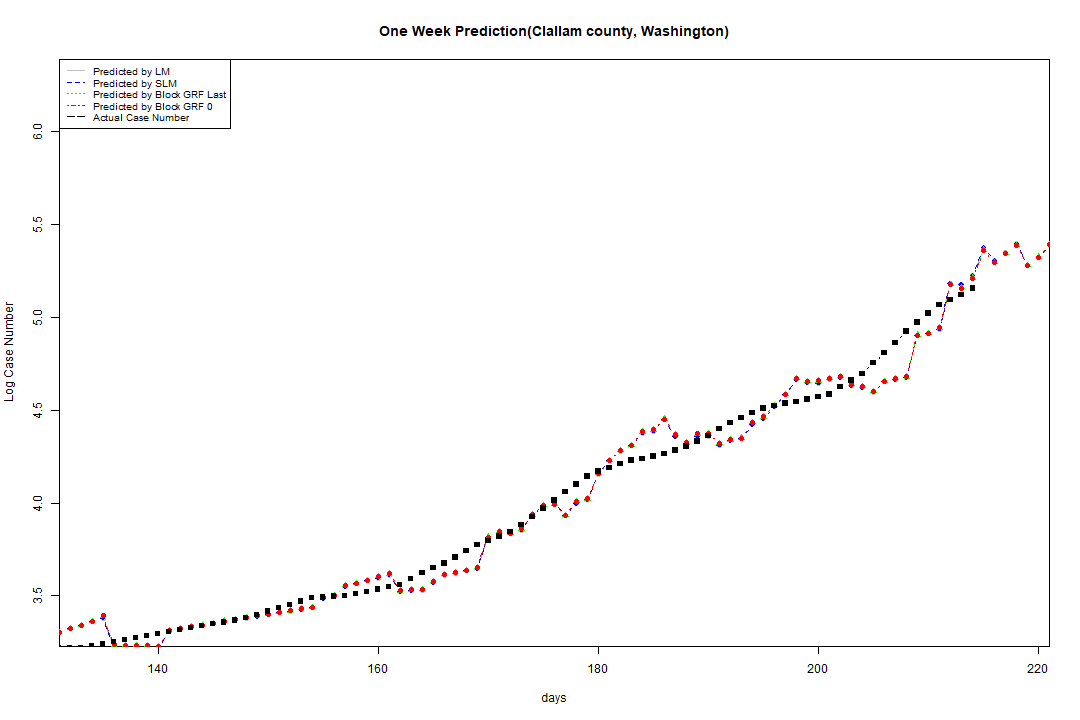 One Week Prediction(Clallam county, Washington)
Predicted by LM
Predicted by SLM
Predicted by Block GRF Last
Predicted by Block GRF 0
Actual Case Number
6.0
5.5
5.0
4.5
4.0
3.5
Log Case Number
140 160 180 200 220
days